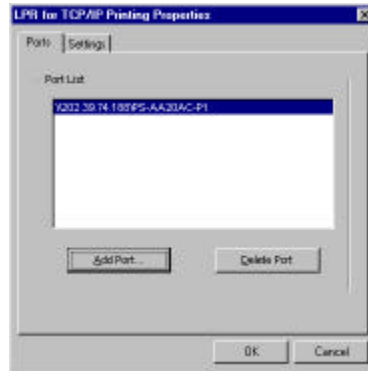 LPR for TCP/IP Printing Properties
Ports Settings
Port List
\\202.39.74.188\PS-AA20AC-P1
Add Port...
Delete Port
OK Cancel